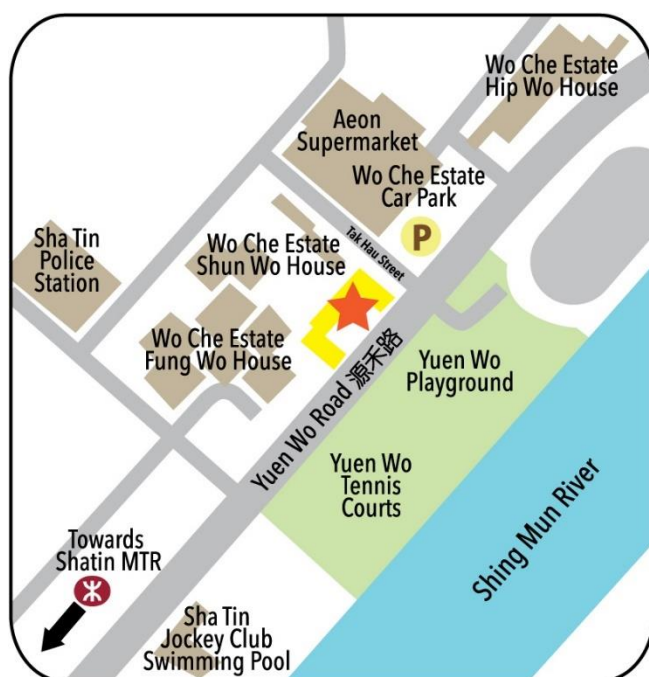 Wo Che Estate
Hip Wo House
Aeon
Supermarket
Wo Che Estate
Car Park
P
Tak Hau Street
Sha Tin
Police
Station
Wo Che Estate
Shun Wo House
Wo Che Estate
Fung Wo House
Yuen Wo Road 源禾路
Yuen Wo
Playground
Yuen Wo
Tennis
Courts
Shing Mun River
Towards
Shatin MTR
Sha Tin
Jockey Club
Swimming Pool